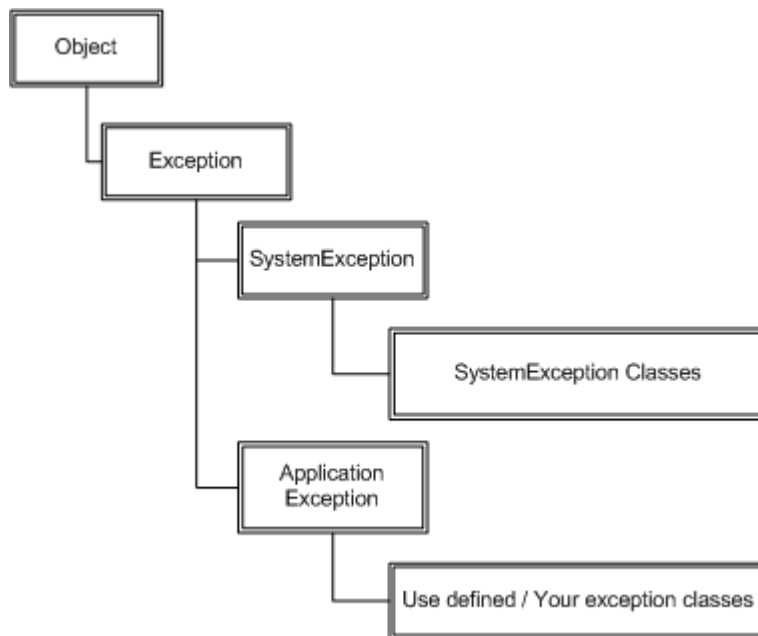 Object
Exception
SystemException
SystemException Classes
Application
Exception
Use defined / Your exception classes